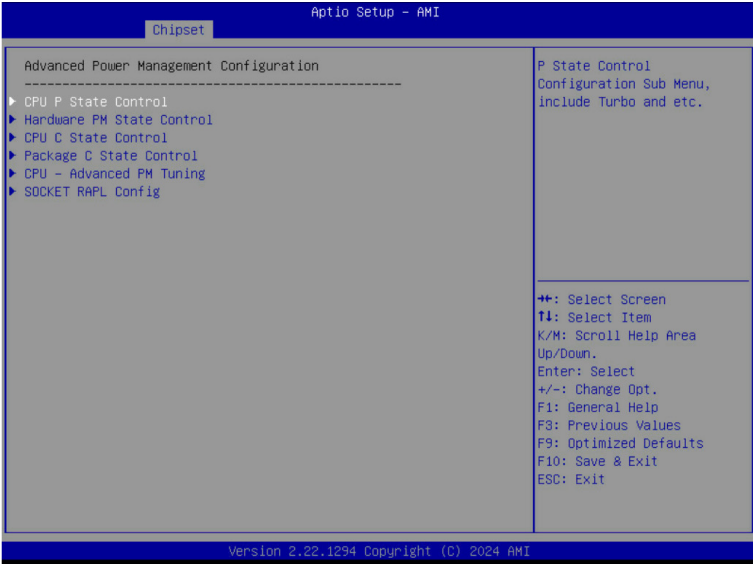 Aptio Setup – AMI
Chipset
Advanced Power Management Configuration
--------------------------------------------------
CPU P State Control
Hardware PM State Control
CPU C State Control
Package C State Control
CPU – Advanced PM Tuning
SOCKET RAPL Config
P State Control
Configuration Sub Menu,
include Turbo and etc.
→←: Select Screen
↑↓: Select Item
K/M: Scroll Help Area
Up/Down.
Enter: Select
+/-: Change Opt.
F1: General Help
F3: Previous Values
F9: Optimized Defaults
F10: Save & Exit
ESC: Exit
Version 2.22.1294 Copyright (C) 2024 AMI